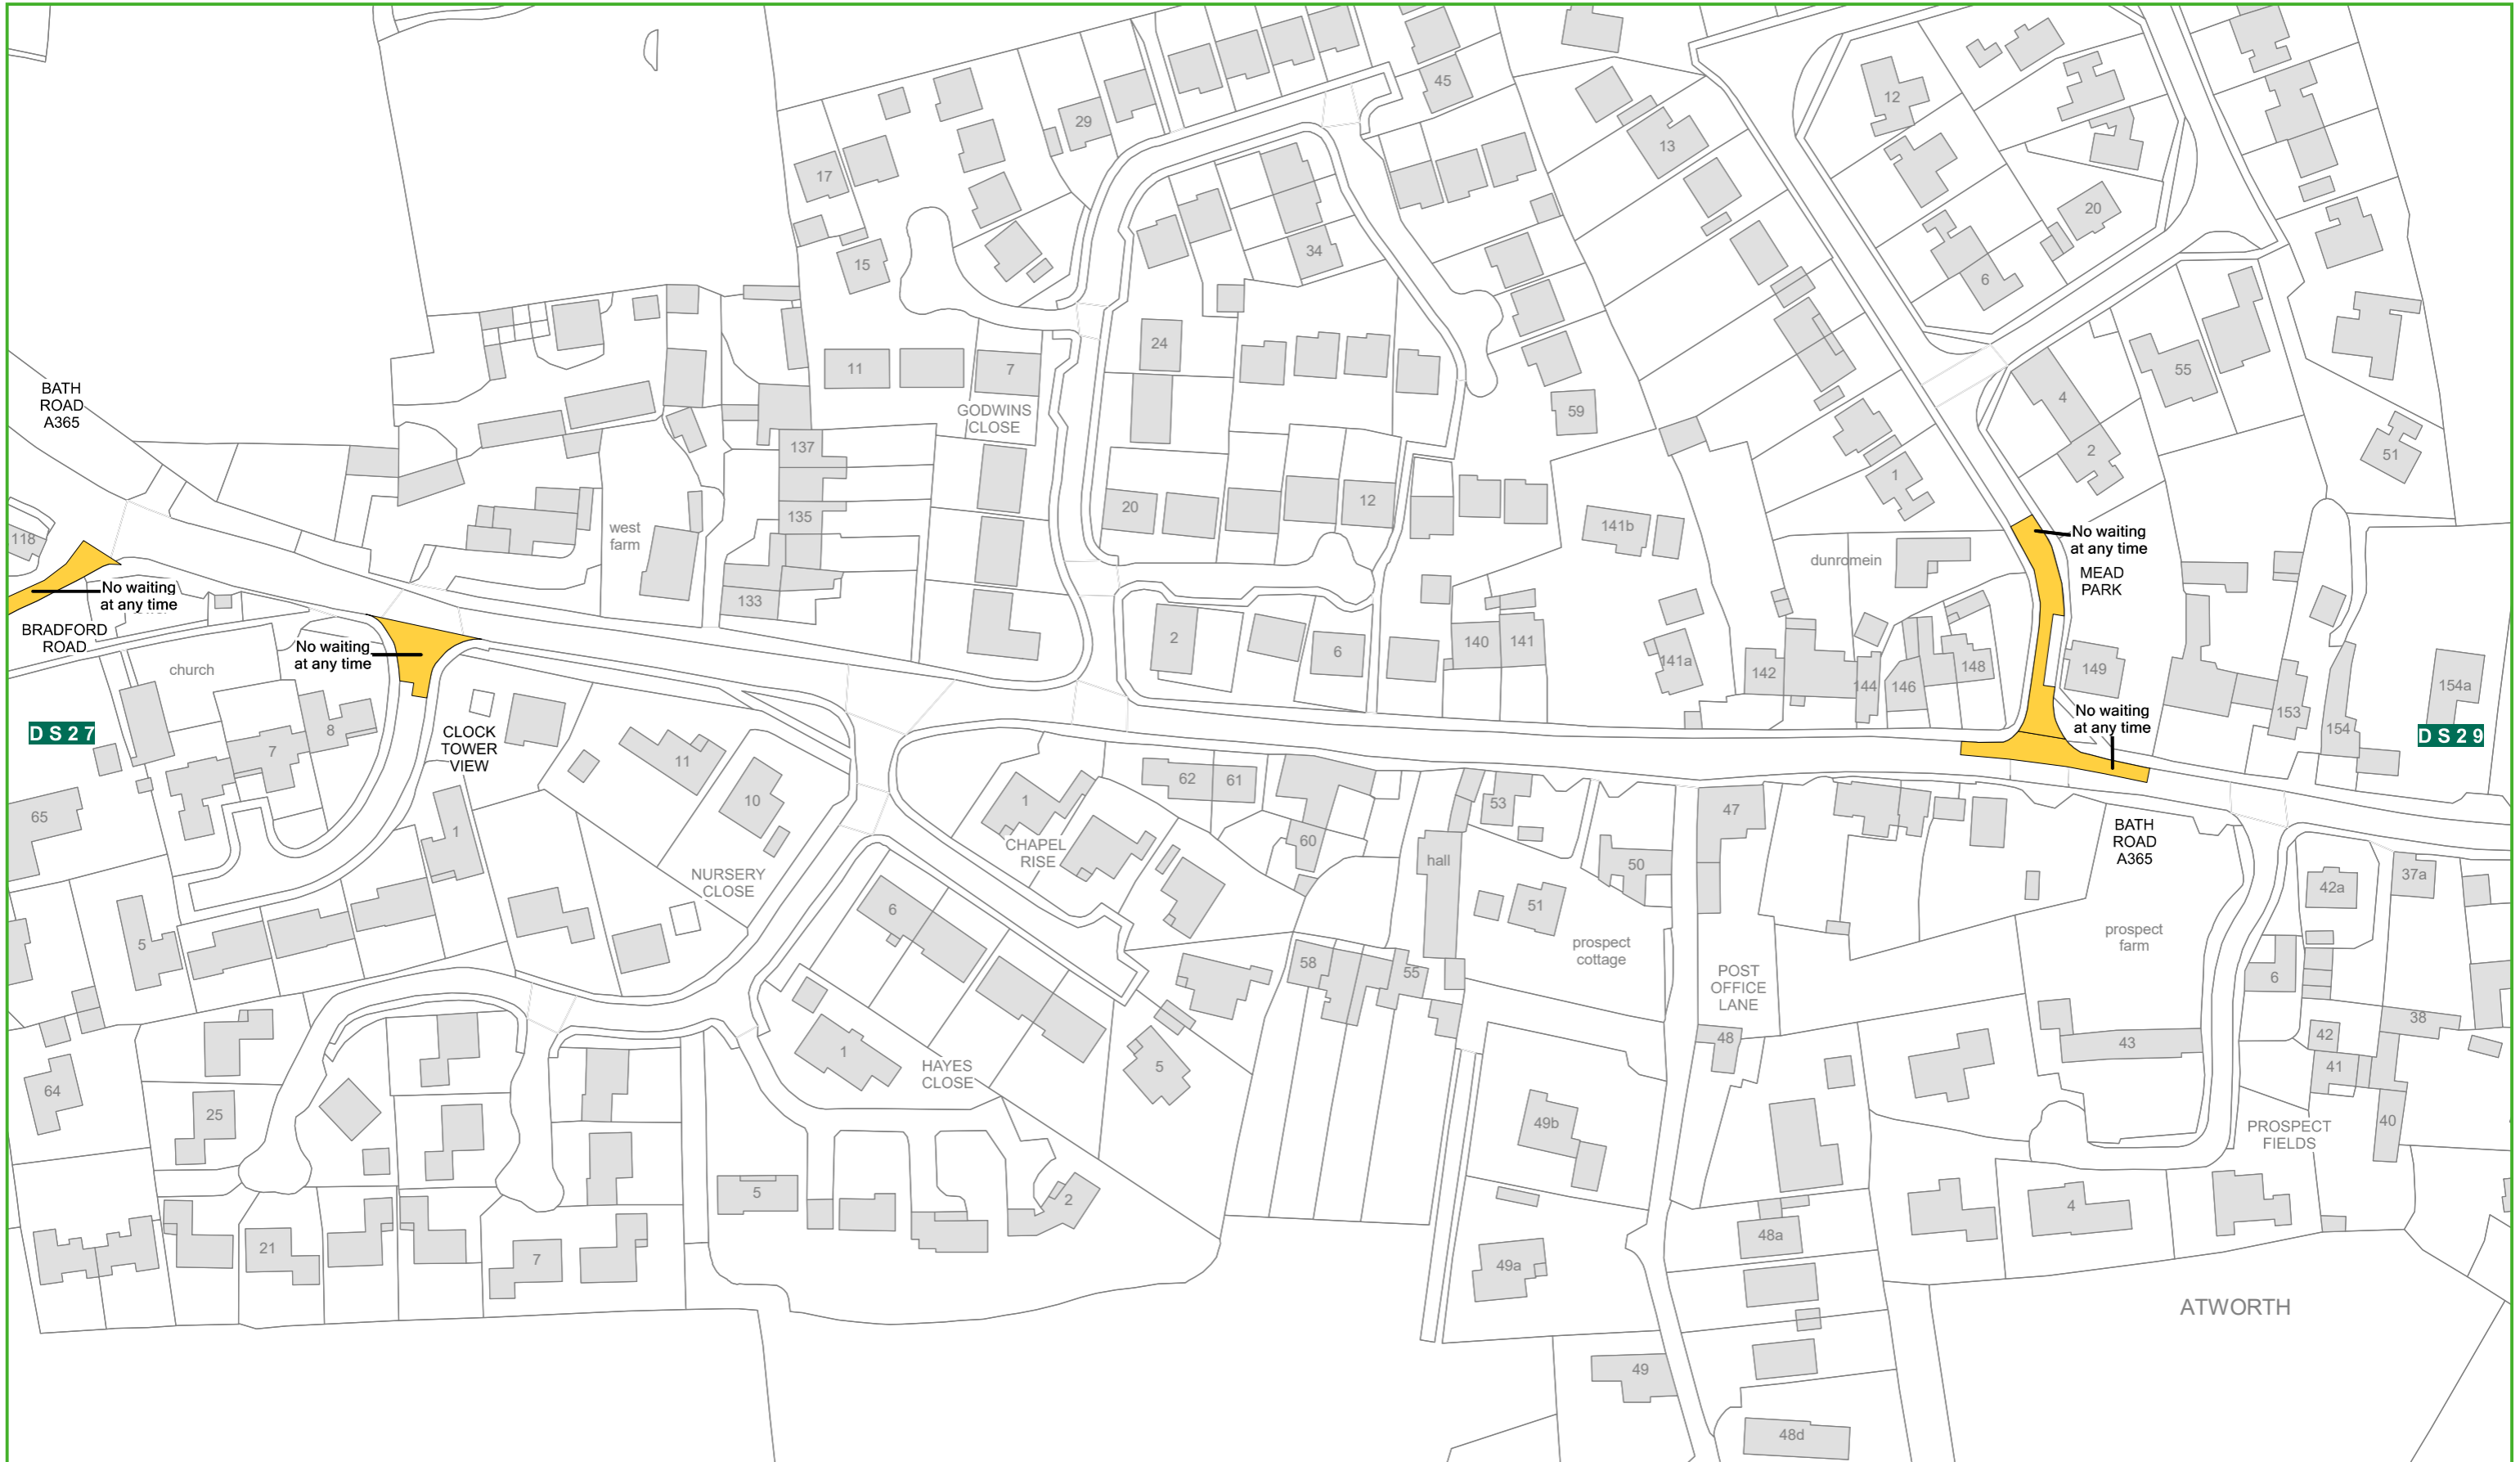 45
29
12
13
17
20
34
15
6
BATH
ROAD
A365
24
11
7
GODWINS
CLOSE
55
4
59
137
2
51
1
20
12
135
141b
118
west
farm
No waiting
at any time
dunromein
MEAD
PARK
No waiting
at any time
133
BRADFORD
ROAD
No waiting
at any time
church
2
6
140
141
141a
142
144
146
148
149
154a
153
154
No waiting
at any time
DS27
8
7
CLOCK
TOWER
VIEW
DS29
11
10
62
61
1
53
47
65
1
CHAPEL
RISE
60
hall
50
BATH
ROAD
A365
42a
37a
NURSERY
CLOSE
6
51
5
prospect
cottage
prospect
farm
58
55
POST
OFFICE
LANE
6
38
42
48
43
41
1
HAYES
CLOSE
5
64
25
49b
40
PROSPECT
FIELDS
5
2
4
21
7
48a
49a
ATWORTH
49
48d